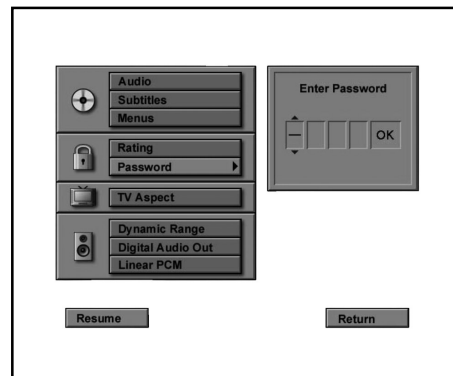 Audio
Subtitles
Menus
Rating
Password
TV Aspect
Dynamic Range
Digital Audio Out
Linear PCM
Enter Password
OK
Resume
Return